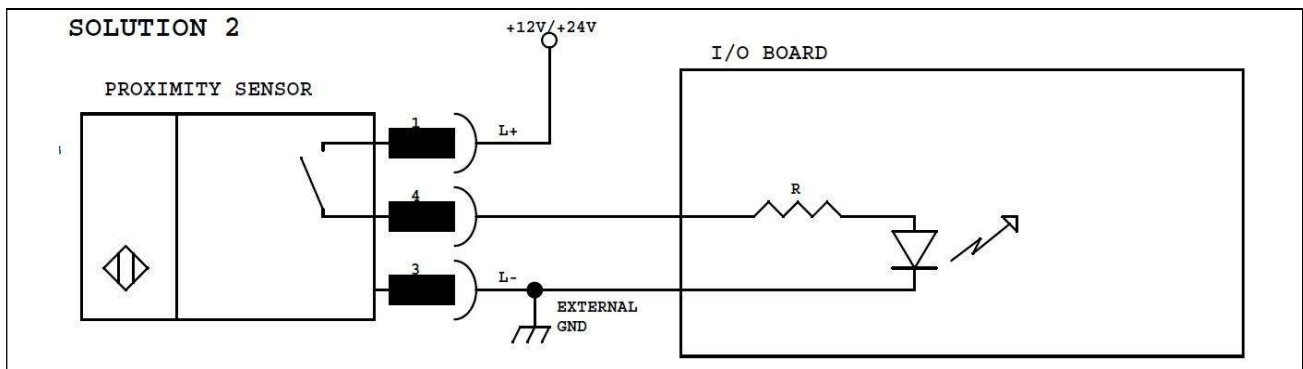 SOLUTION 2
+12V/+24V
I/O BOARD
PROXIMITY SENSOR
1
L+
4
R
3
L-
EXTERNAL
GND